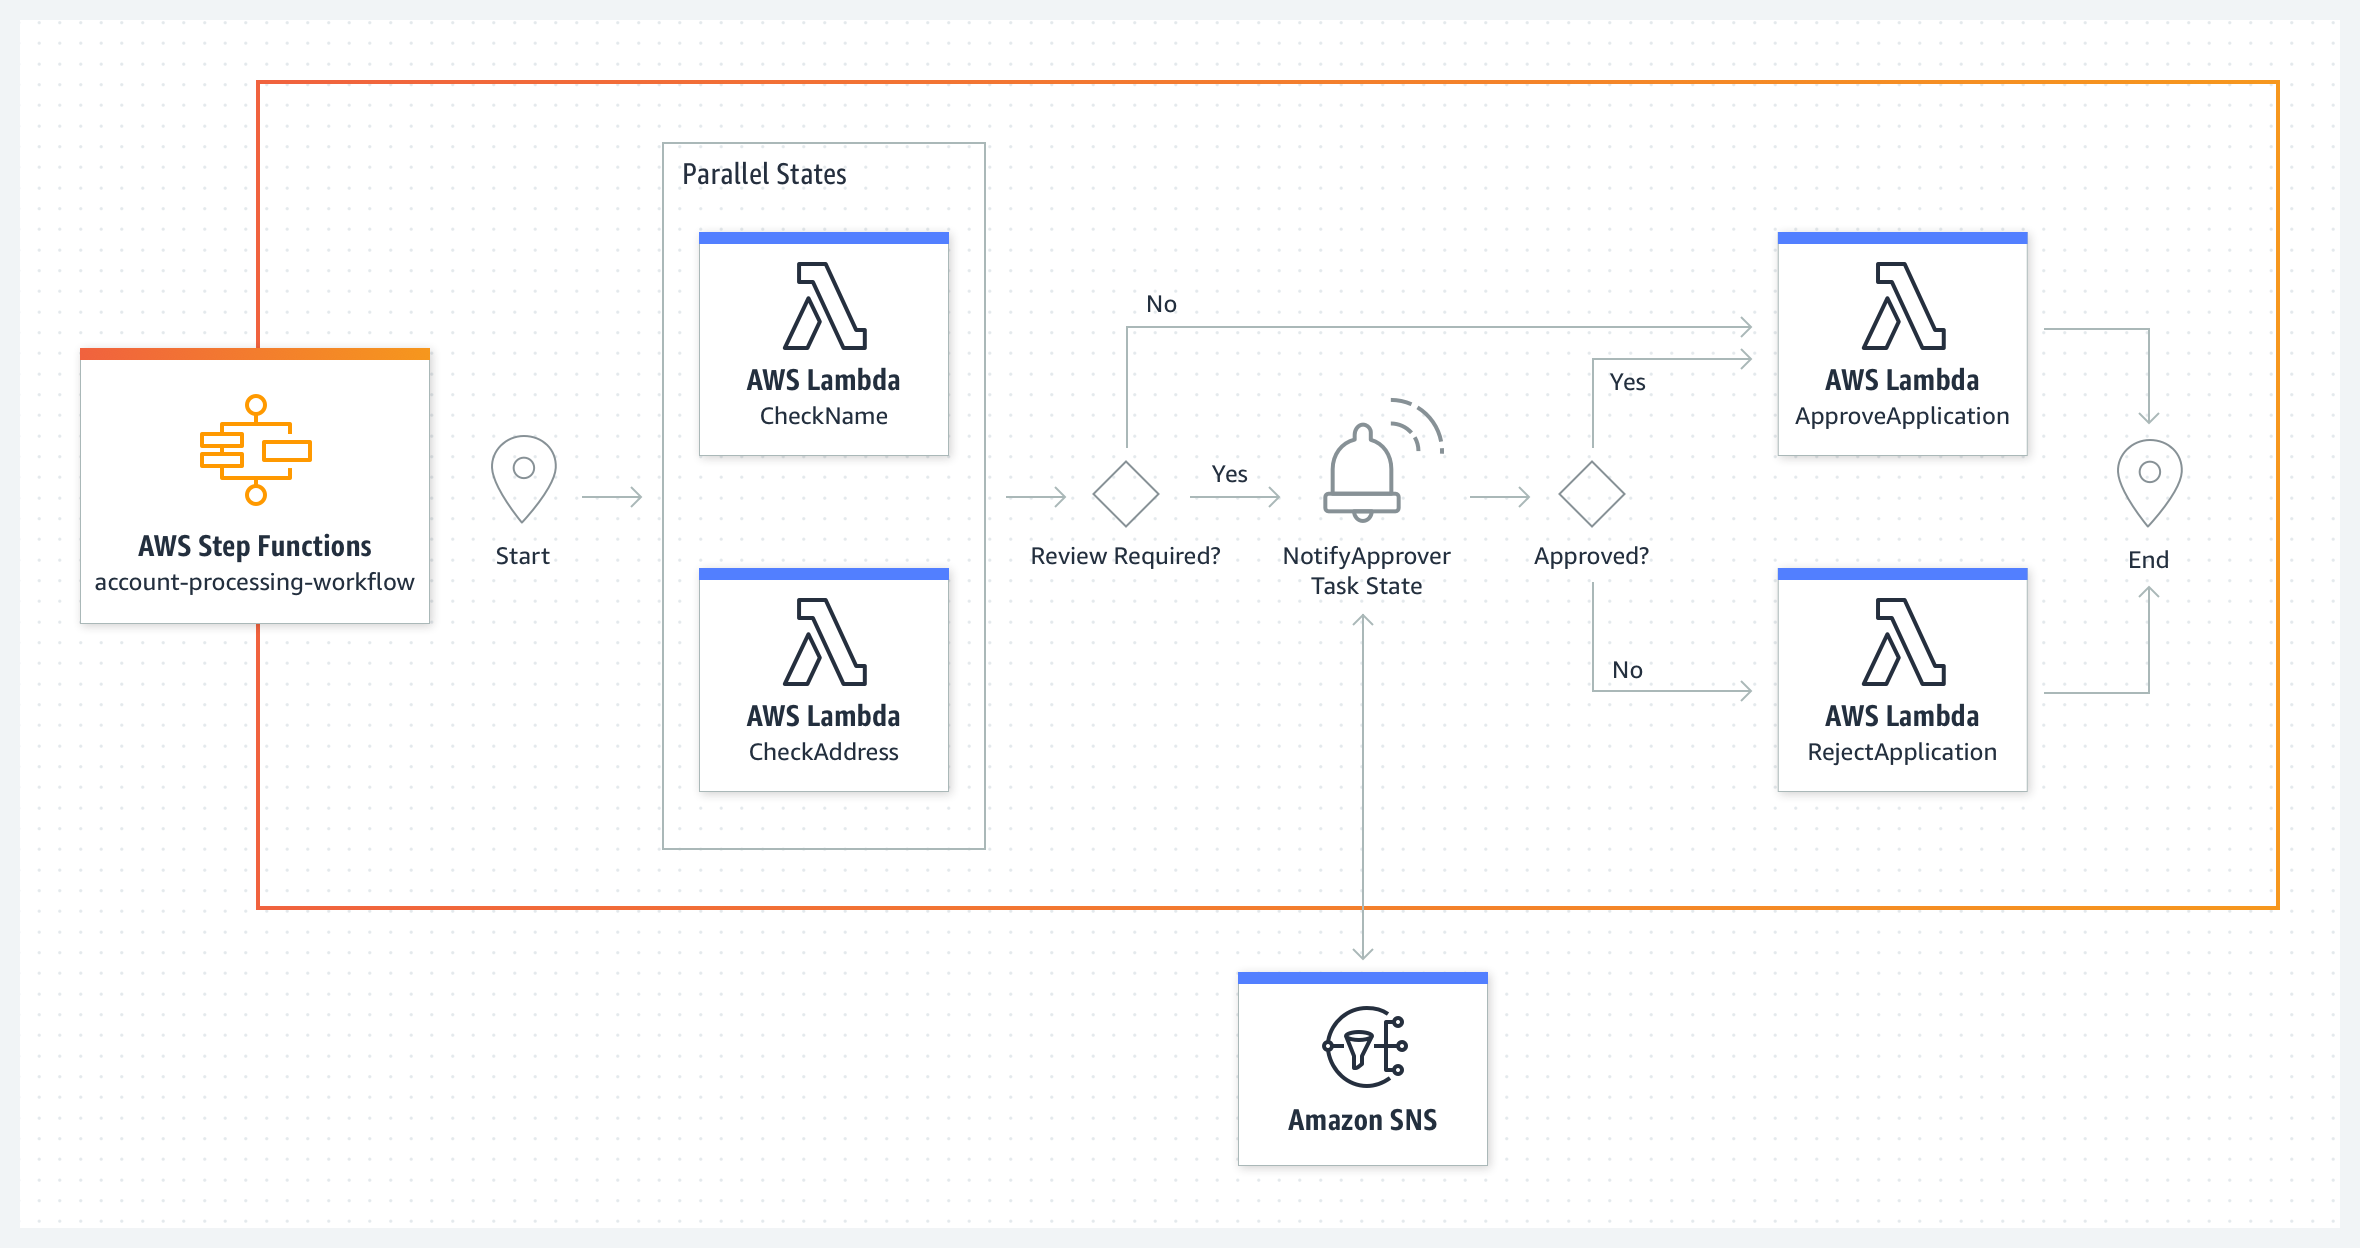 Parallel States
AWS Lambda
CheckName
AWS Lambda
CheckAddress
AWS Step Functions
account-processing-workflow
Start
Review Required?
No
Yes
NotifyApprover
Task State
Approved?
Yes
No
AWS Lambda
ApproveApplication
AWS Lambda
RejectApplication
End
Amazon SNS